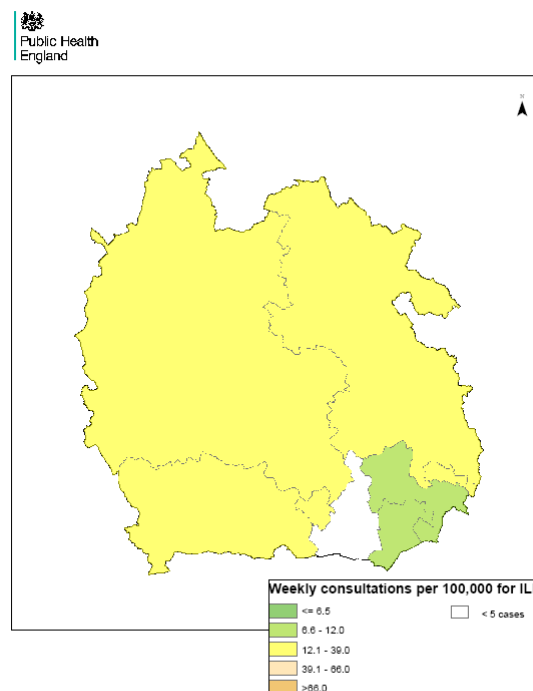 Public Health
England
N
Weekly consultations per 100,000 for ILI
<= 6.5
< 5 cases
6.6 - 12.0
12.1 - 39.0
39.1 - 66.0
>66.0